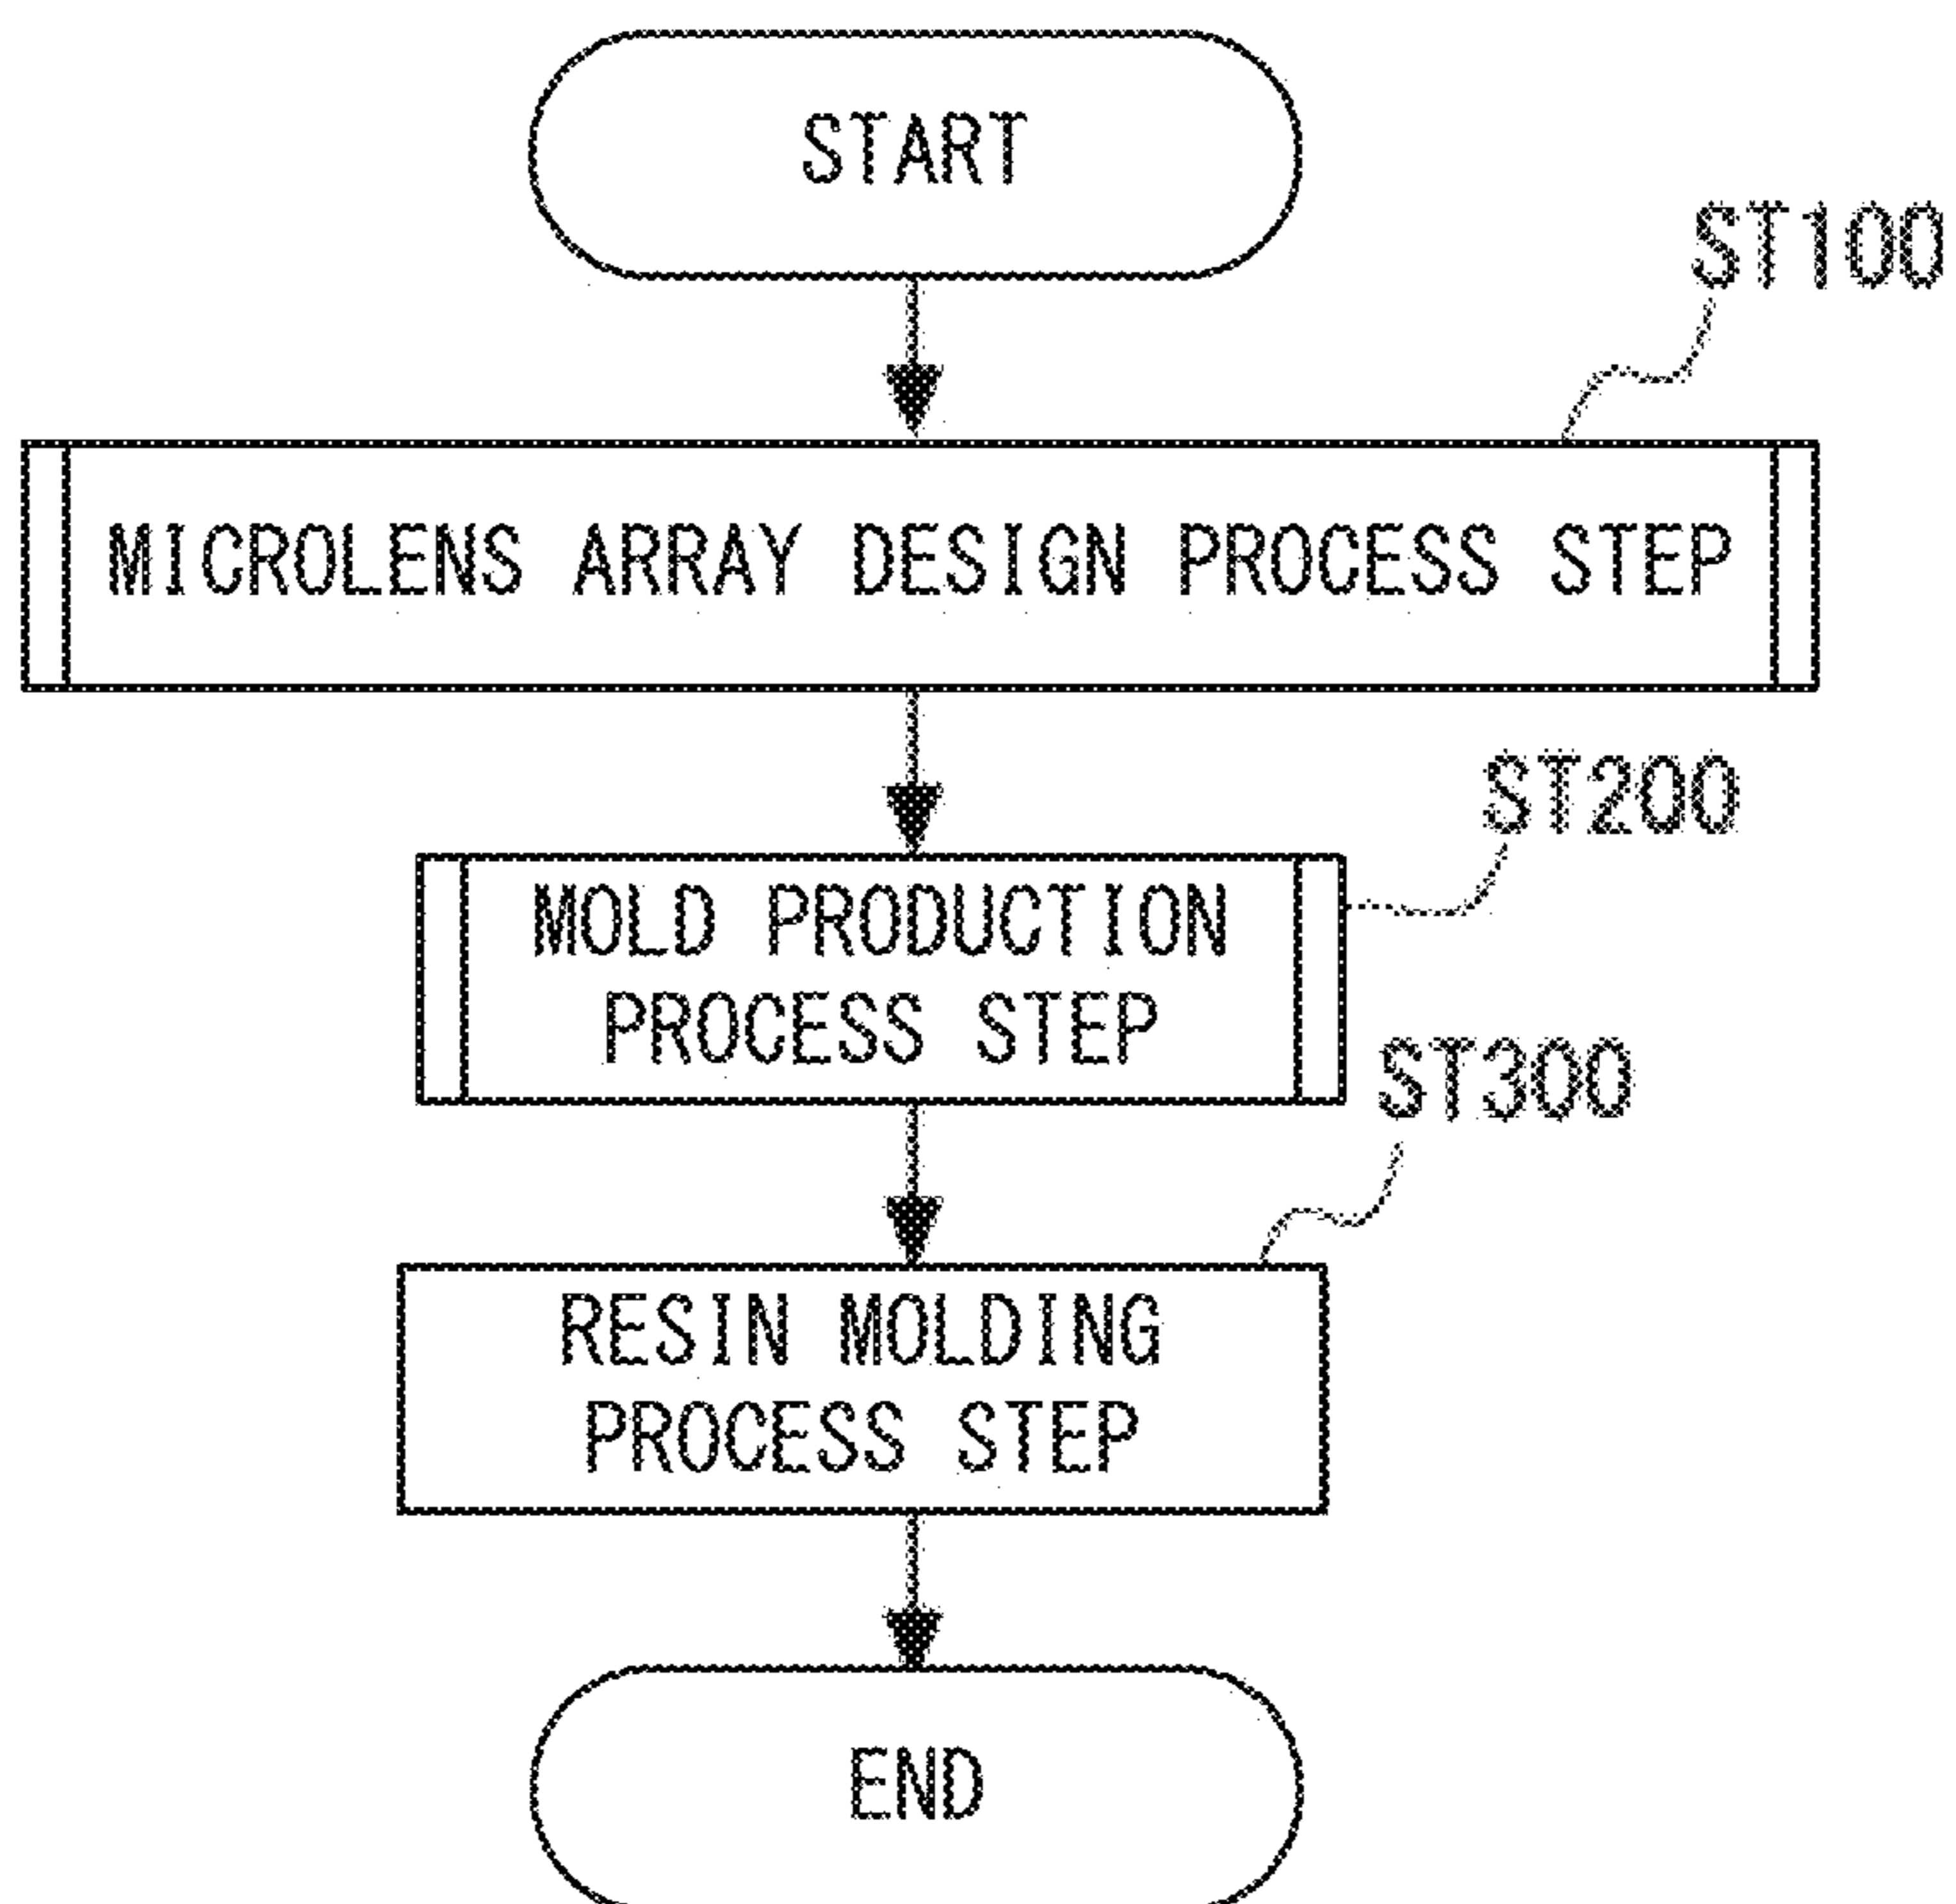 START
ST100
MICROLENS ARRAY DESIGN PROCESS STEP
ST200
MOLD PRODUCTION
PROCESS STEP
ST300
RESIN MOLDING
PROCESS STEP
END